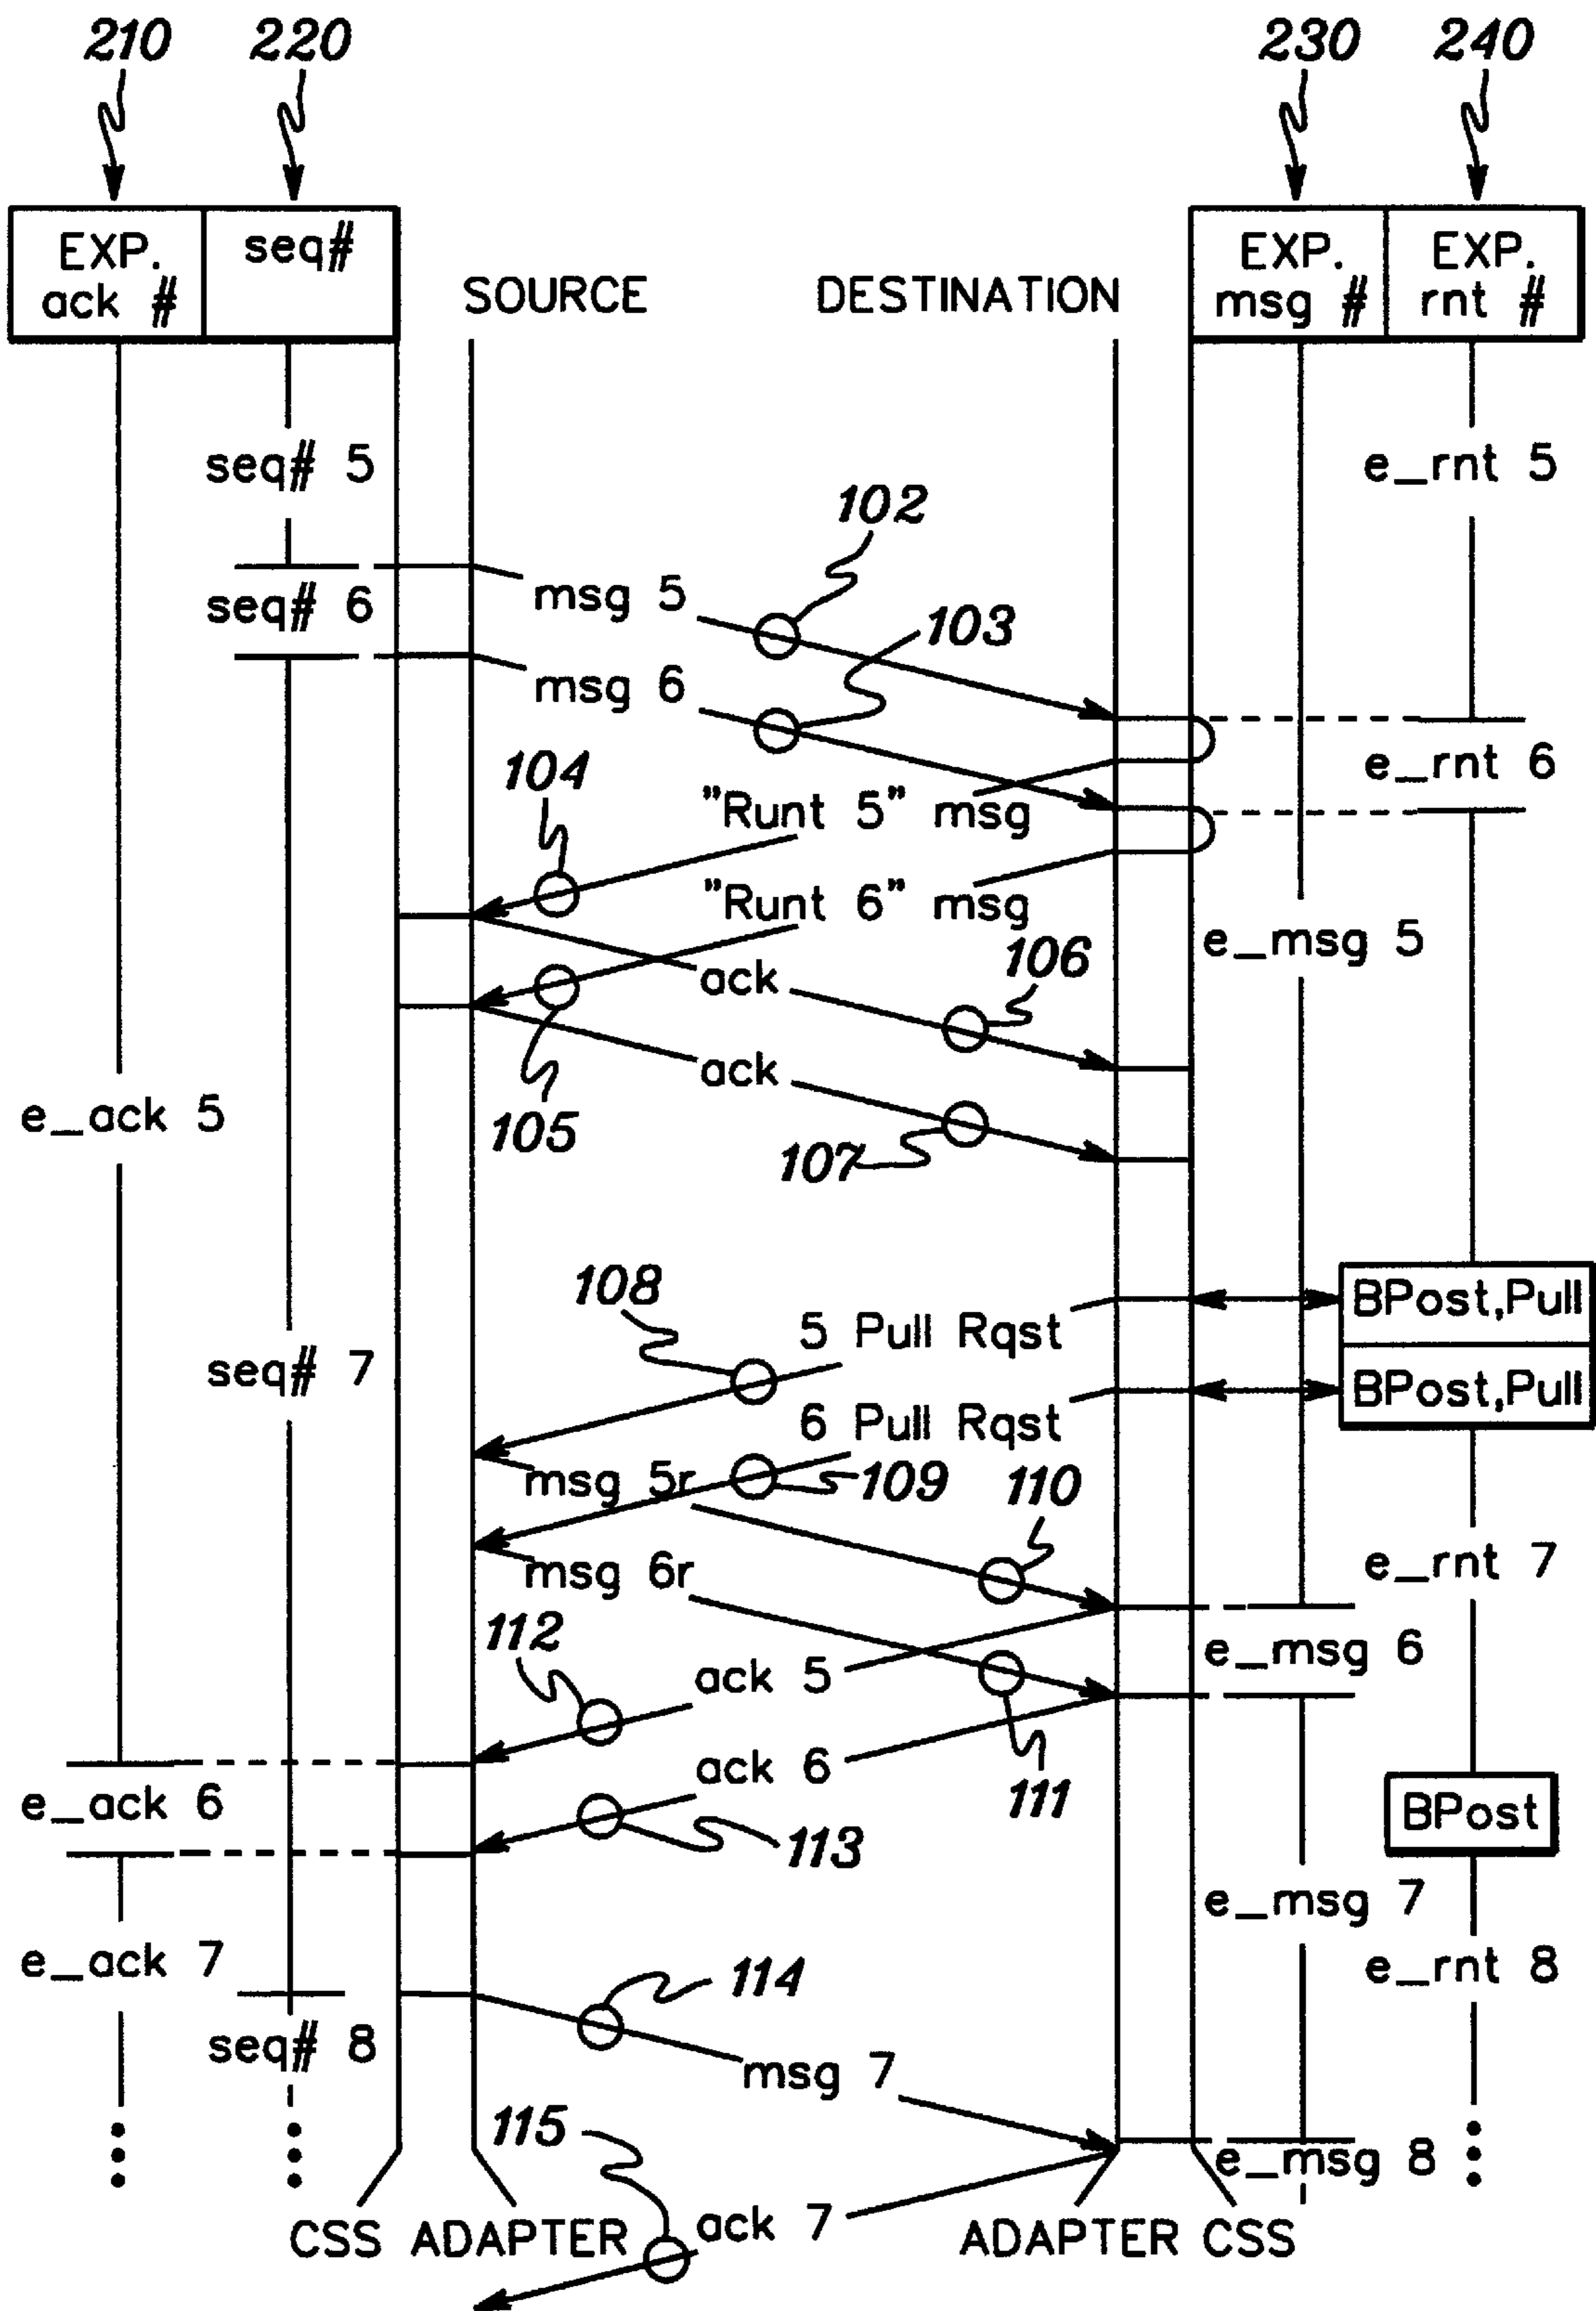 210 220 230 240
EXP. ack # seq# SOURCE DESTINATION EXP. msg # EXP. rnt #
seq# 5 e_rnt 5
102
seq# 6 msg 5
103
msg 6
104 e_rnt 6
"Runt 5" msg
"Runt 6" msg
e_msg 5
106
ack
ack
e_ack 5 105
107
108 BPost,Pull
5 Pull Rqst
seq# 7 BPost,Pull
6 Pull Rqst
msg 5r 109 110
msg 6r e_rnt 7
112
ack 5 e_msg 6
ack 6
e_ack 6 111 BPost
113
e_msg 7
e_ack 7 e_rnt 8
114
seq# 8
msg 7
115
e_msg 8
ack 7
CSS ADAPTER ADAPTER CSS